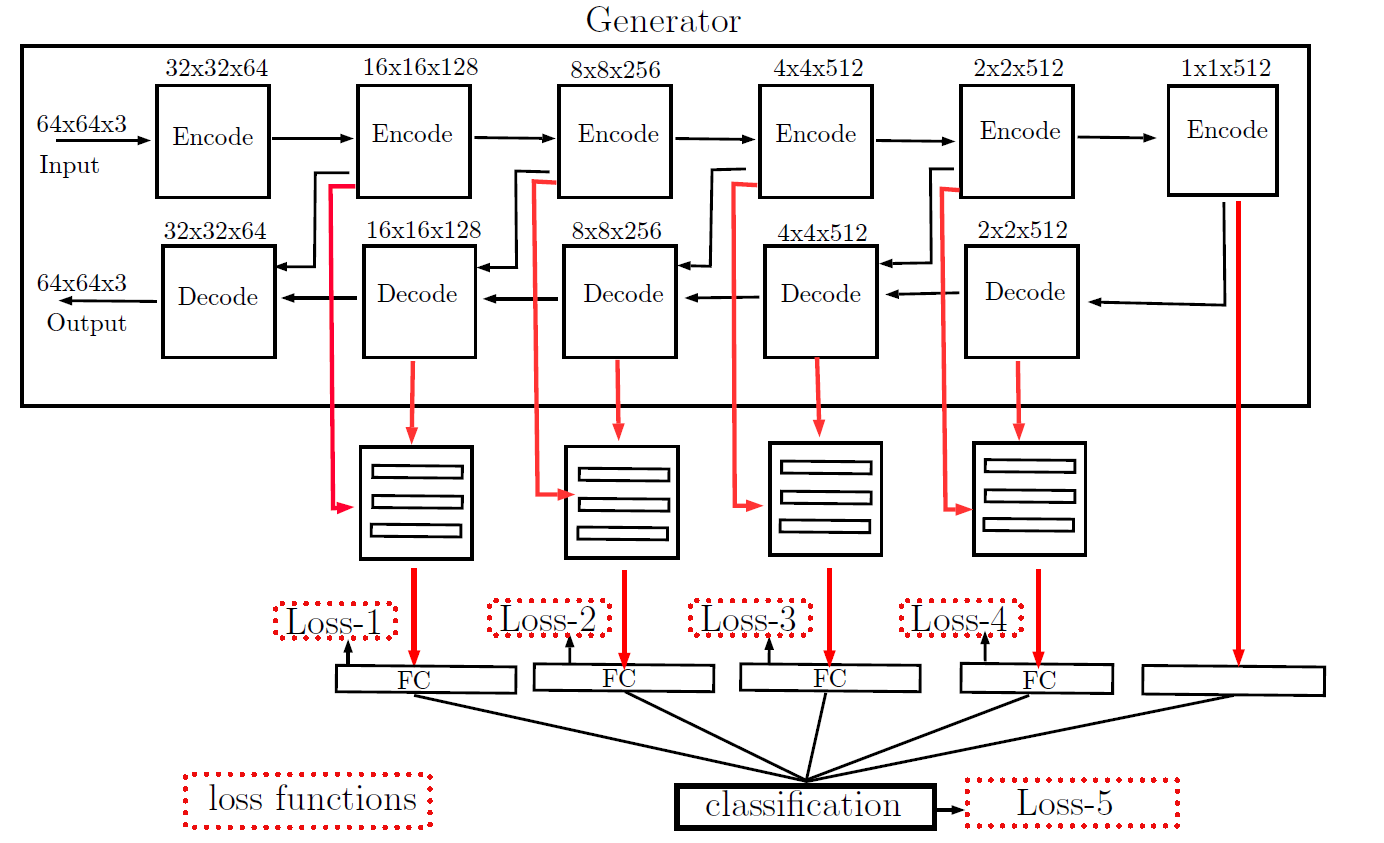 Generator
32x32x64
16x16x128
8x8x256
4x4x512
2x2x512
1x1x512
64x64x3
Input
Encode
Encode
Encode
Encode
Encode
Encode
32x32x64
16x16x128
8x8x256
4x4x512
2x2x512
64x64x3
Output
Decode
Decode
Decode
Decode
Decode
Loss-1
Loss-2
Loss-3
Loss-4
FC
FC
FC
FC
loss functions
classification
Loss-5